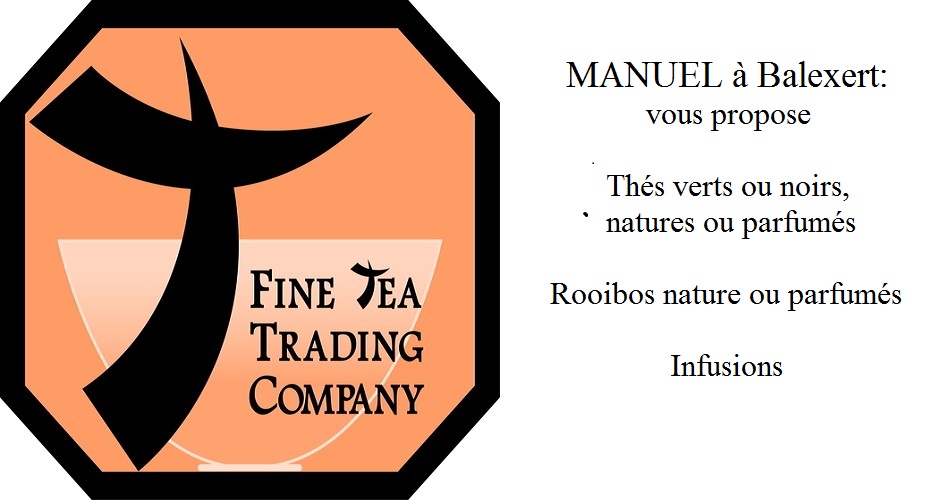 FINE TEA
TRADING
COMPANY
MANUEL à Balexert:
vous propose
Thés verts ou noirs,
natures ou parfumés
Rooibos nature ou parfumés
Infusions